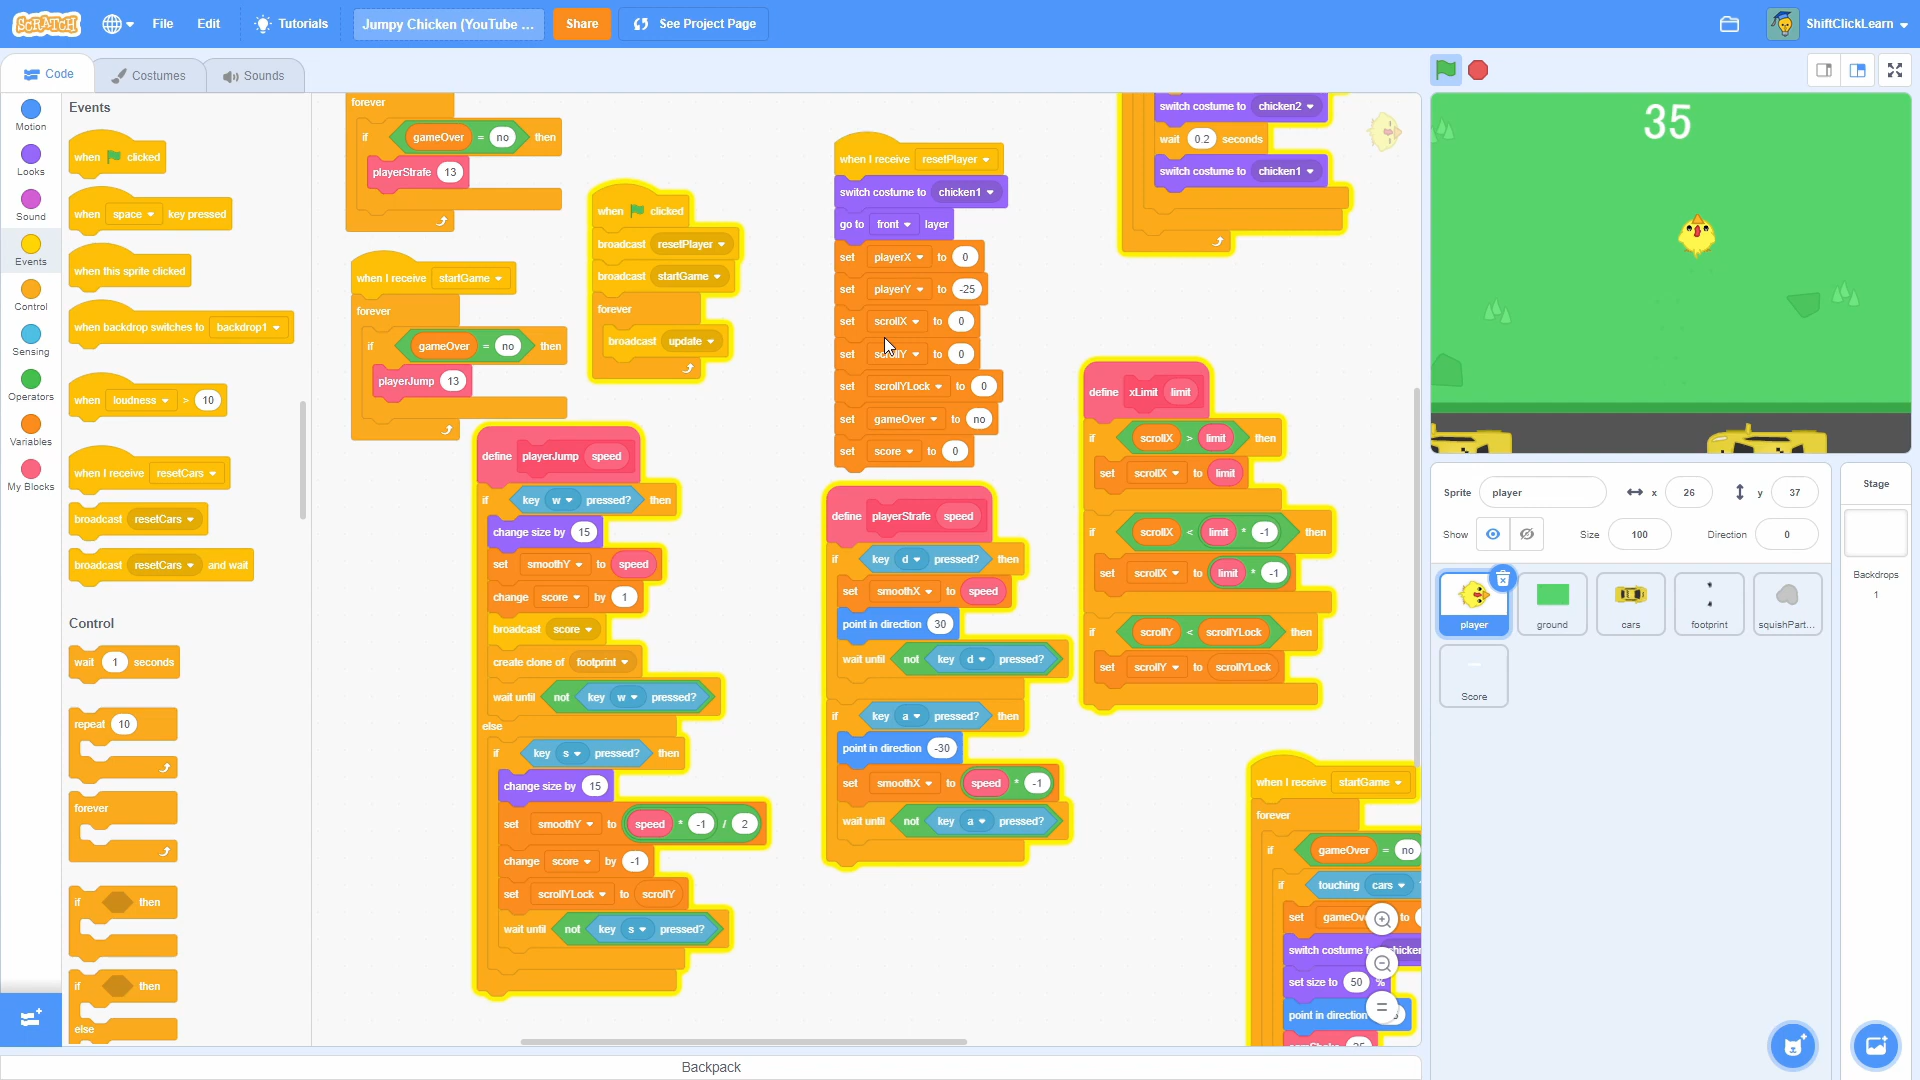 SCRATCH File Edit Tutorials Jumpy Chicken (YouTube ... Share See Project Page ShiftClickLearn
Code Costumes Sounds
Motion
Looks
Sound
Events
Control
Sensing
Operators
Variables
My Blocks
Events
when clicked
when space key pressed
when this sprite clicked
when backdrop switches to backdrop1
when loudness > 10
when I receive resetCars
broadcast resetCars
broadcast resetCars and wait
Control
wait 1 seconds
repeat 10
forever
if then
if then
else
forever
if gameOver = no then
playerStrafe 13
when I receive startGame
forever
if gameOver = no then
playerJump 13
when clicked
broadcast resetPlayer
broadcast startGame
forever
broadcast update
define playerJump speed
if key w pressed? then
change size by 15
set smoothY to speed
change score by 1
broadcast score
create clone of footprint
wait until not key w pressed?
else
if key s pressed? then
change size by 15
set smoothY to speed * -1 / 2
change score by -1
set scrollYLock to scrollY
wait until not key s pressed?
when I receive resetPlayer
switch costume to chicken1
go to front layer
set playerX to 0
set playerY to -25
set scrollX to 0
set scrollY to 0
set scrollYLock to 0
set gameOver to no
set score to 0
define playerStrafe speed
if key d pressed? then
set smoothX to speed
point in direction 30
wait until not key d pressed?
if key a pressed? then
point in direction -30
set smoothX to speed * -1
wait until not key a pressed?
switch costume to chicken2
wait 0.2 seconds
switch costume to chicken1
define xLimit limit
if scrollX > limit then
set scrollX to limit
if scrollX < limit * -1 then
set scrollX to limit * -1
if scrollY < scrollYLock then
set scrollY to scrollYLock
when I receive startGame
forever
if gameOver = no
if touching cars
set gameOv to
switch costume to chicken
set size to 50 %
point in direction
25
35
Sprite player x 26 y 37
Show Size 100 Direction 0
player ground cars footprint squishPart...
Score
Stage
Backdrops
1
Backpack